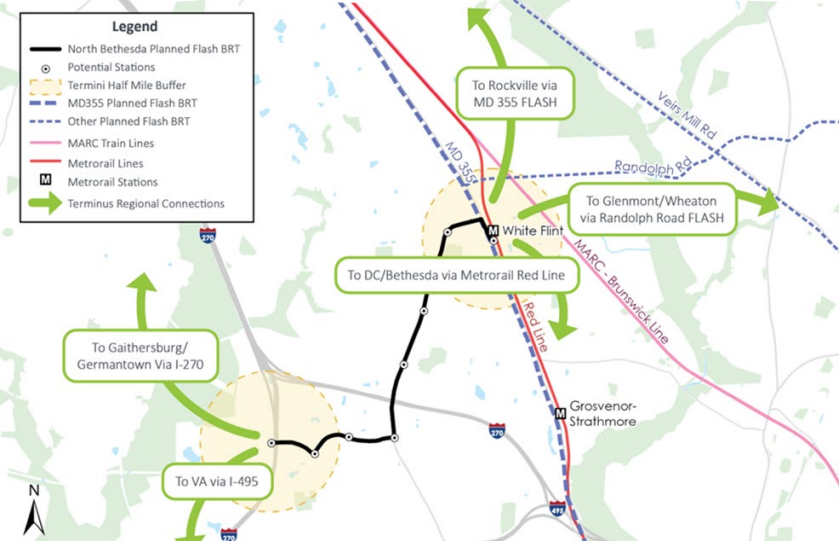 Legend
North Bethesda Planned Flash BRT
Potential Stations
Termini Half Mile Buffer
MD355 Planned Flash BRT
Other Planned Flash BRT
MARC Train Lines
Metrorail Lines
M Metrorail Stations
Terminus Regional Connections
To Rockville via
MD 355 FLASH
Veirs Mill Rd
MD 355
Randolph Rd
To Glenmont/Wheaton
via Randolph Road FLASH
M White Flint
270
To DC/Bethesda via Metrorail Red Line
MARC - Brunswick Line
Red Line
To Gaithersburg/
Germantown Via I-270
M Grosvenor-
Strathmore
270
To VA via I-495
N
495
270